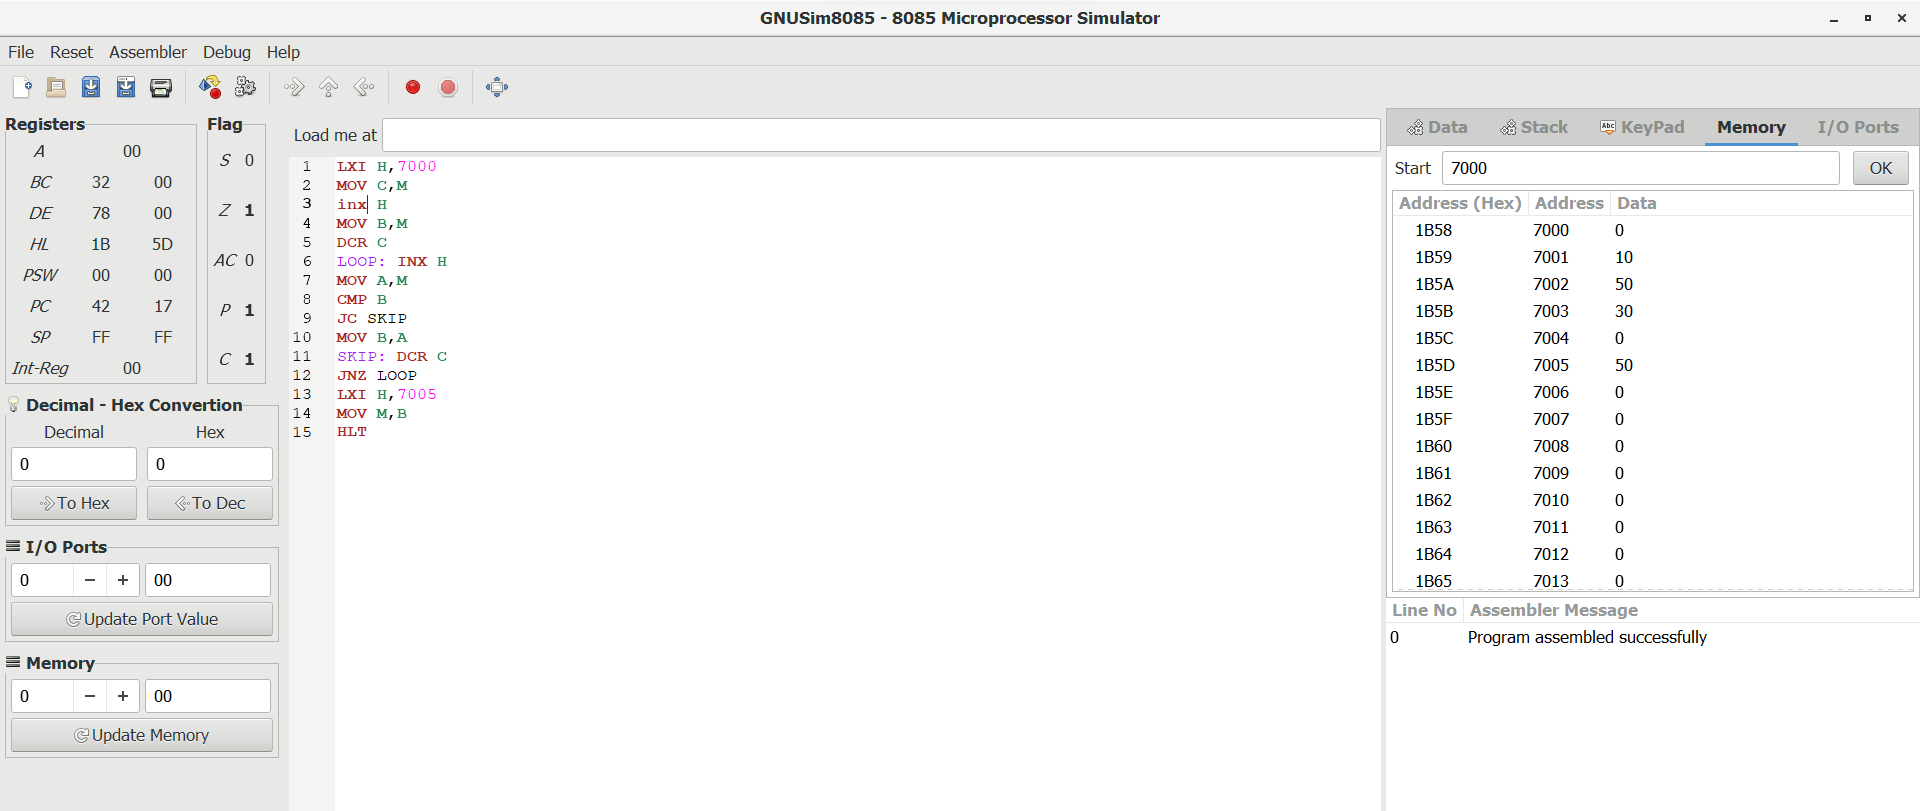 GNUSim8085 - 8085 Microprocessor Simulator
File Reset Assembler Debug Help
Registers
A 00
BC 32 00
DE 78 00
HL 1B 5D
PSW 00 00
PC 42 17
SP FF FF
Int-Reg 00
Flag
S 0
Z 1
AC 0
P 1
C 1
Decimal - Hex Convertion
Decimal Hex
0 0
To Hex To Dec
I/O Ports
0 − + 00
Update Port Value
Memory
0 − + 00
Update Memory
Load me at
1 LXI H,7000
2 MOV C,M
3 inx H
4 MOV B,M
5 DCR C
6 LOOP: INX H
7 MOV A,M
8 CMP B
9 JC SKIP
10 MOV B,A
11 SKIP: DCR C
12 JNZ LOOP
13 LXI H,7005
14 MOV M,B
15 HLT
Data Stack Abc KeyPad Memory I/O Ports
Start 7000 OK
Address (Hex) Address Data
1B58 7000 0
1B59 7001 10
1B5A 7002 50
1B5B 7003 30
1B5C 7004 0
1B5D 7005 50
1B5E 7006 0
1B5F 7007 0
1B60 7008 0
1B61 7009 0
1B62 7010 0
1B63 7011 0
1B64 7012 0
1B65 7013 0
Line No Assembler Message
0 Program assembled successfully